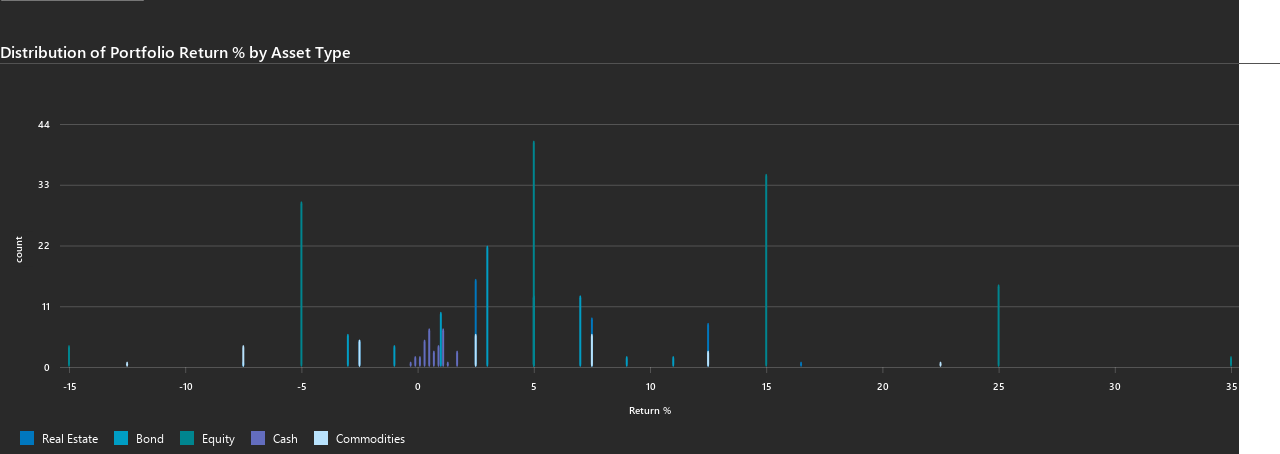 Distribution of Portfolio Return % by Asset Type
44
33
22
11
0
count
-15 -10 -5 0 5 10 15 20 25 30 35
Return %
Real Estate Bond Equity Cash Commodities